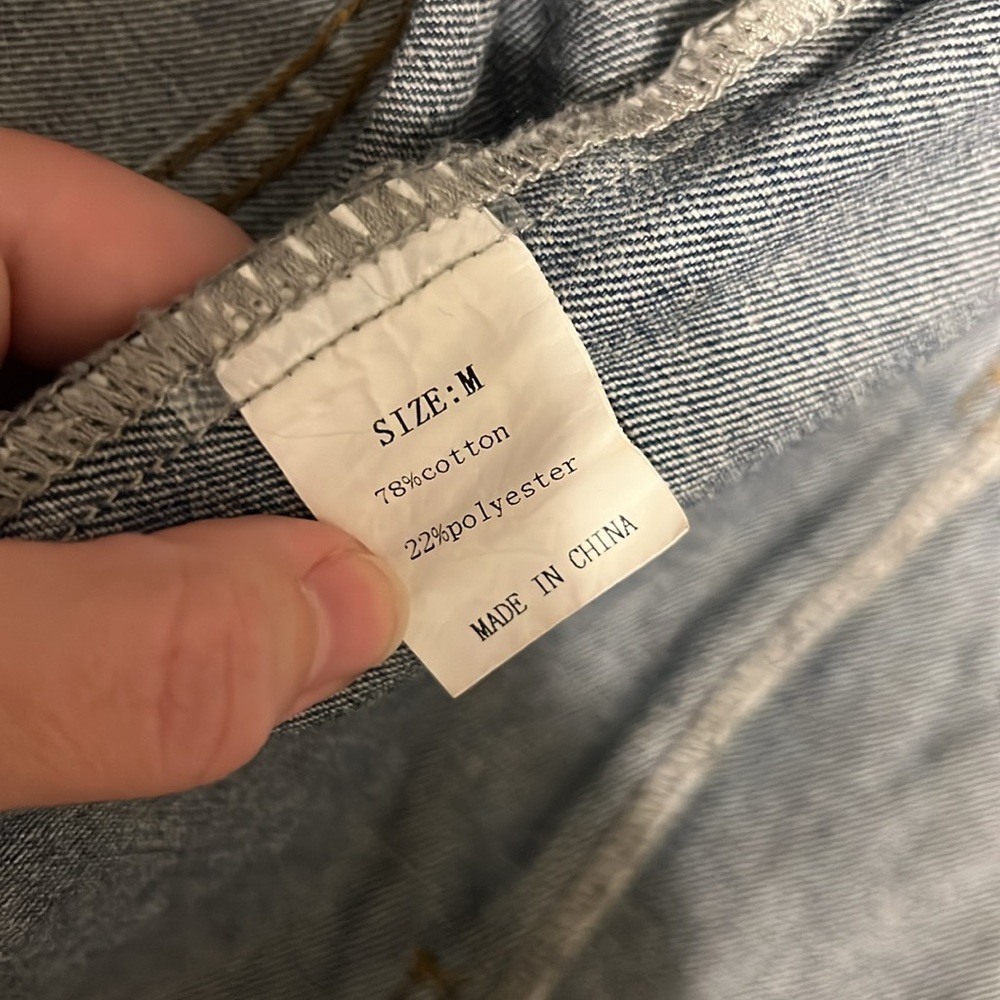 SIZE:M
78%cotton
22%polyester
MADE IN CHINA